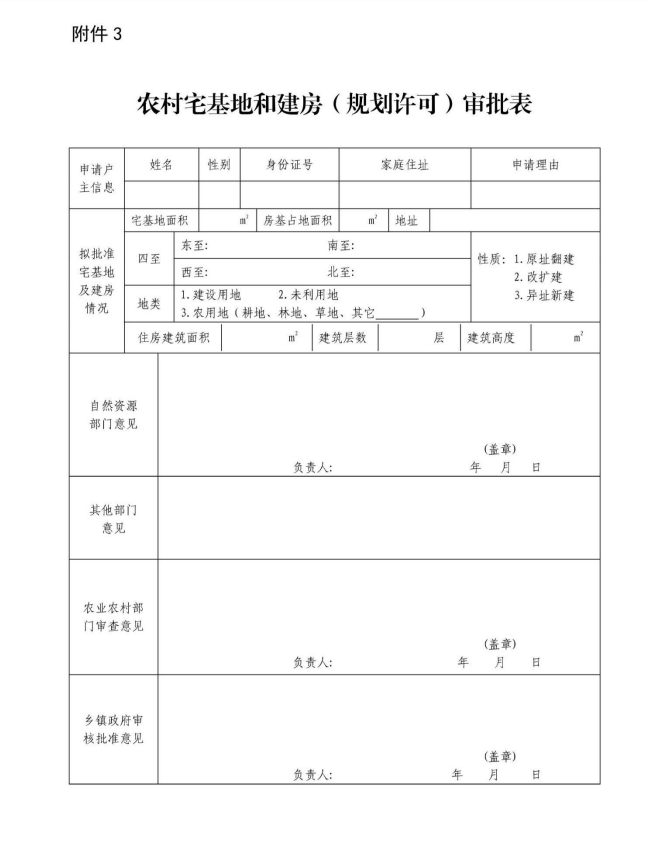 附件 3
农村宅基地和建房（规划许可）审批表
申请户主信息
姓名 性别 身份证号 家庭住址 申请理由
拟批准宅基地及建房情况
宅基地面积 m² 房基占地面积 m² 地址
四至 东至: 南至:
西至: 北至:
性质: 1.原址翻建
2.改扩建
3.异址新建
地类 1.建设用地 2.未利用地
3.农用地（耕地、林地、草地、其它______）
住房建筑面积 m² 建筑层数 层 建筑高度 m²
自然资源
部门意见
(盖章)
负责人: 年 月 日
其他部门
意见
农业农村部
门审查意见
(盖章)
负责人: 年 月 日
乡镇政府审
核批准意见
(盖章)
负责人: 年 月 日